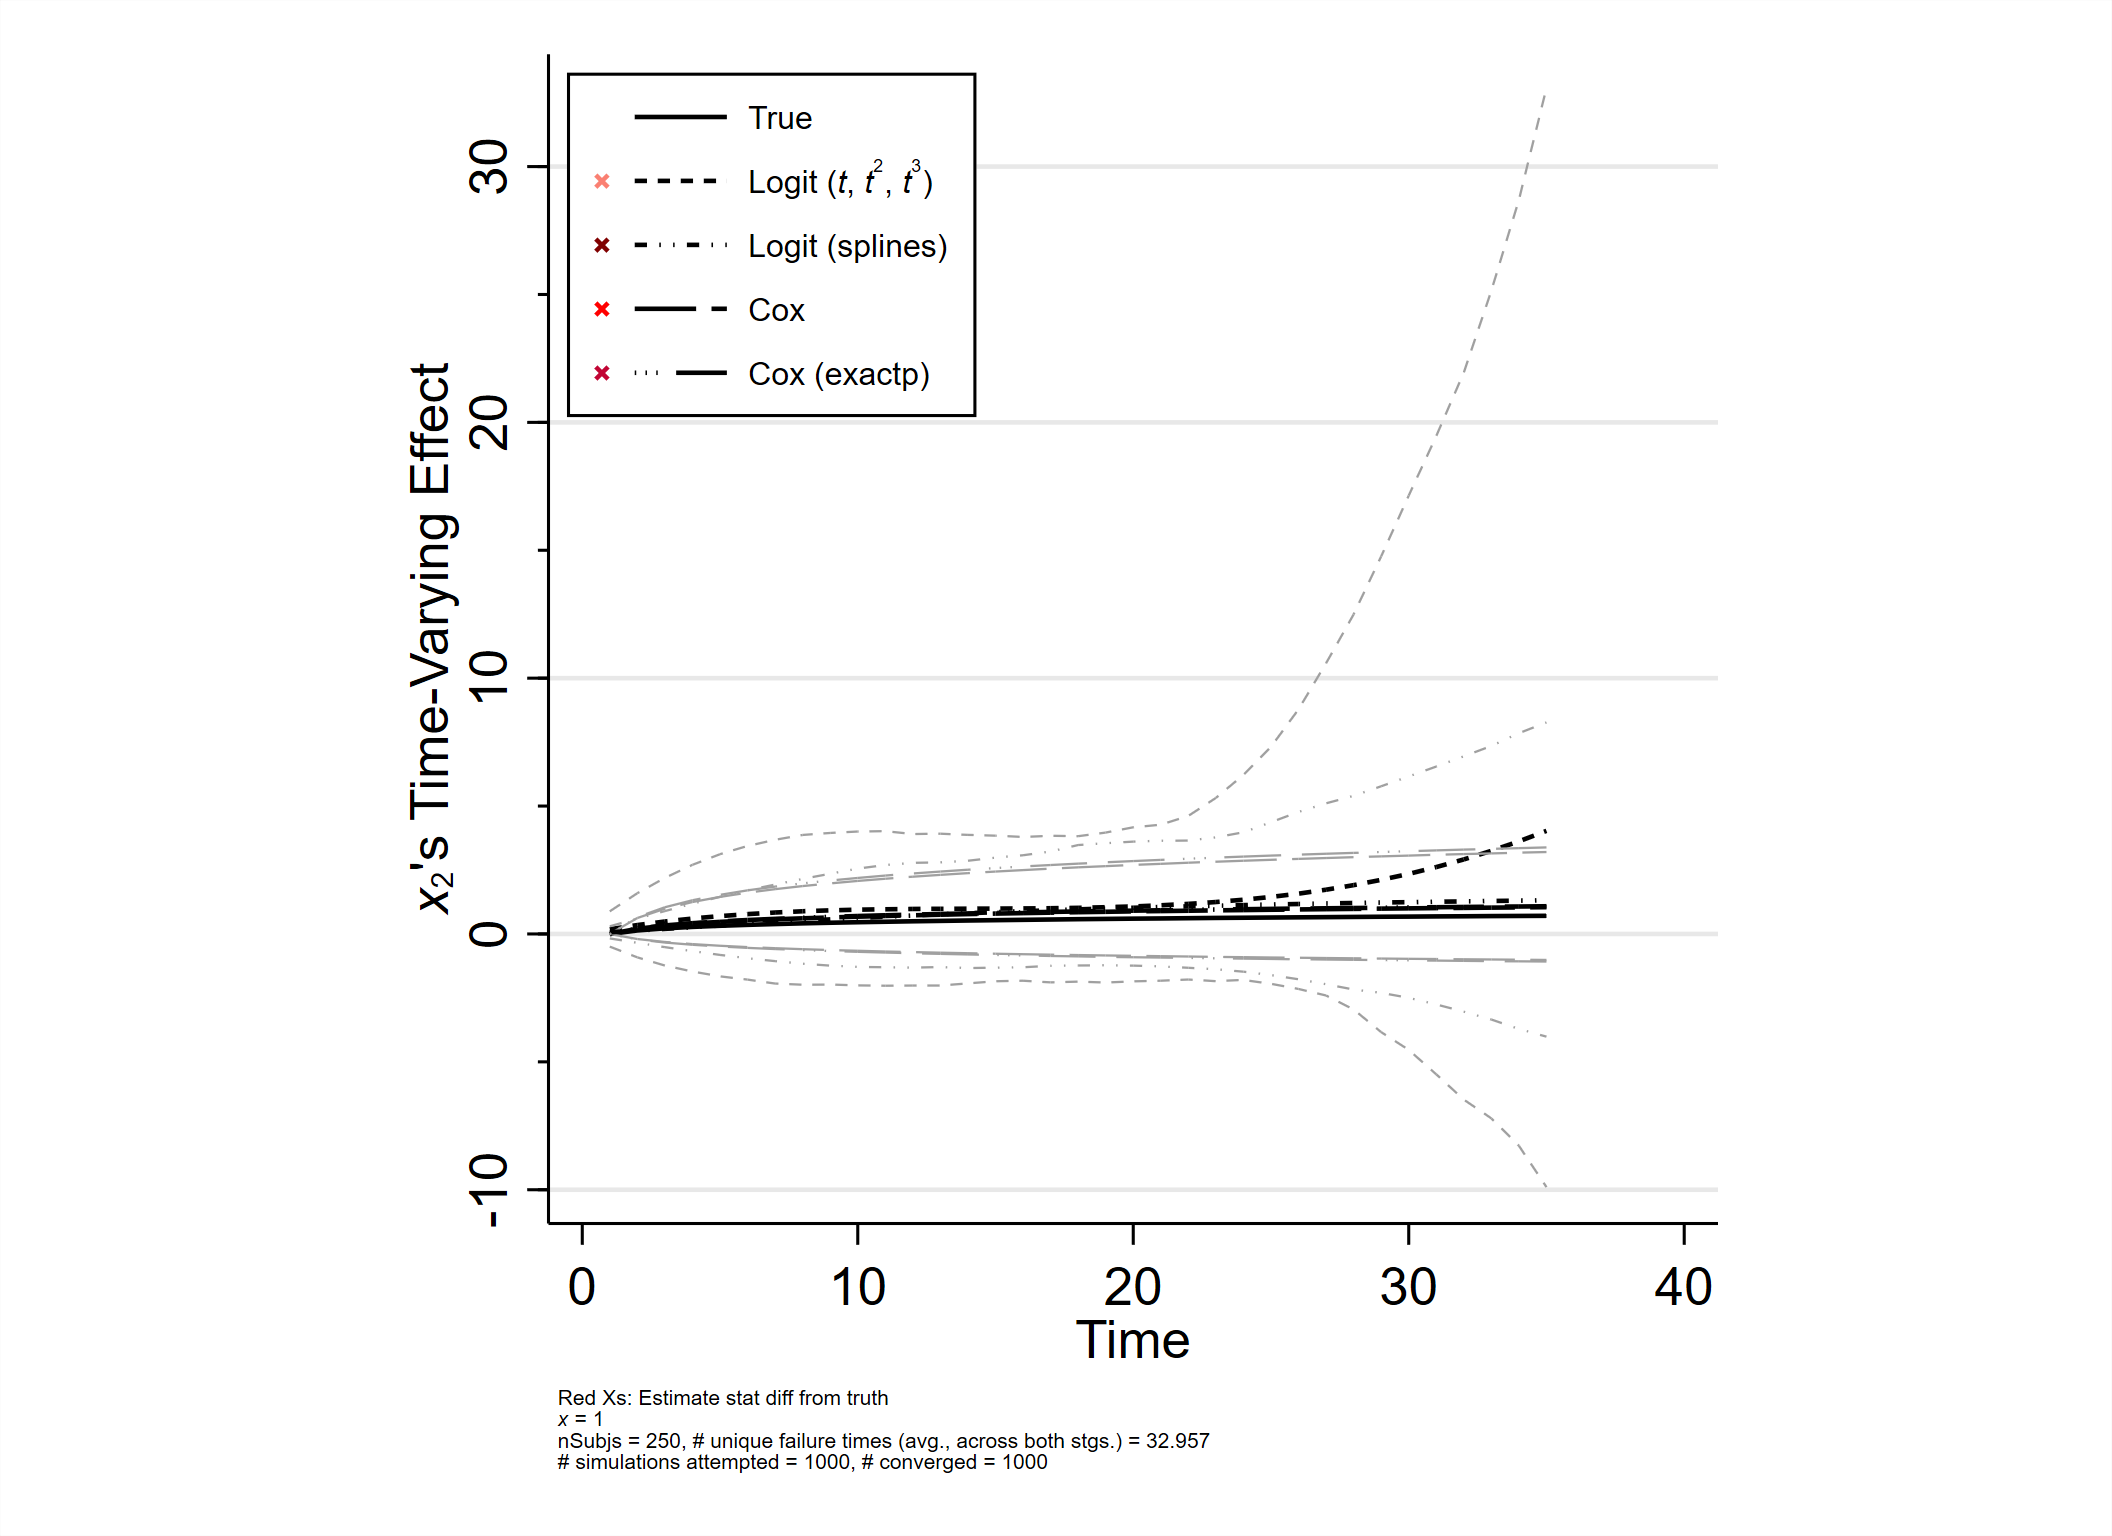 True
Logit (t, t², t³)
Logit (splines)
Cox
Cox (exactp)
x₂'s Time-Varying Effect
30
20
10
0
-10
0 10 20 30 40
Time
Red Xs: Estimate stat diff from truth
x = 1
nSubjs = 250, # unique failure times (avg., across both stgs.) = 32.957
# simulations attempted = 1000, # converged = 1000